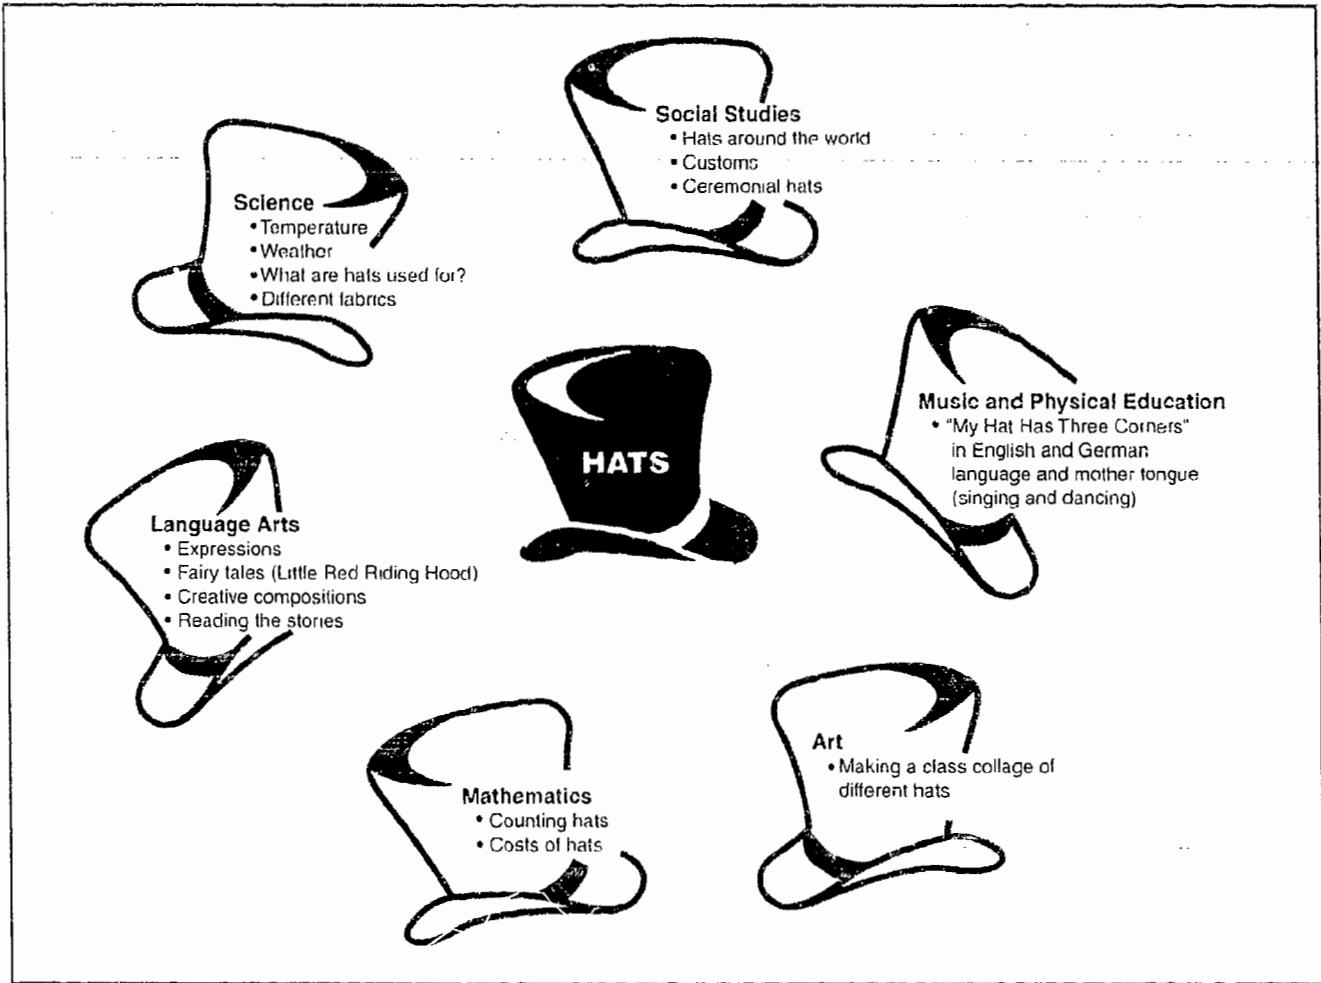 Social Studies
• Hats around the world
• Customs
• Ceremonial hats
Science
• Temperature
• Weather
• What are hats used for?
• Different fabrics
HATS
Music and Physical Education
• "My Hat Has Three Corners"
in English and German
language and mother tongue
(singing and dancing)
Language Arts
• Expressions
• Fairy tales (Little Red Riding Hood)
• Creative compositions
• Reading the stories
Art
• Making a class collage of
different hats
Mathematics
• Counting hats
• Costs of hats